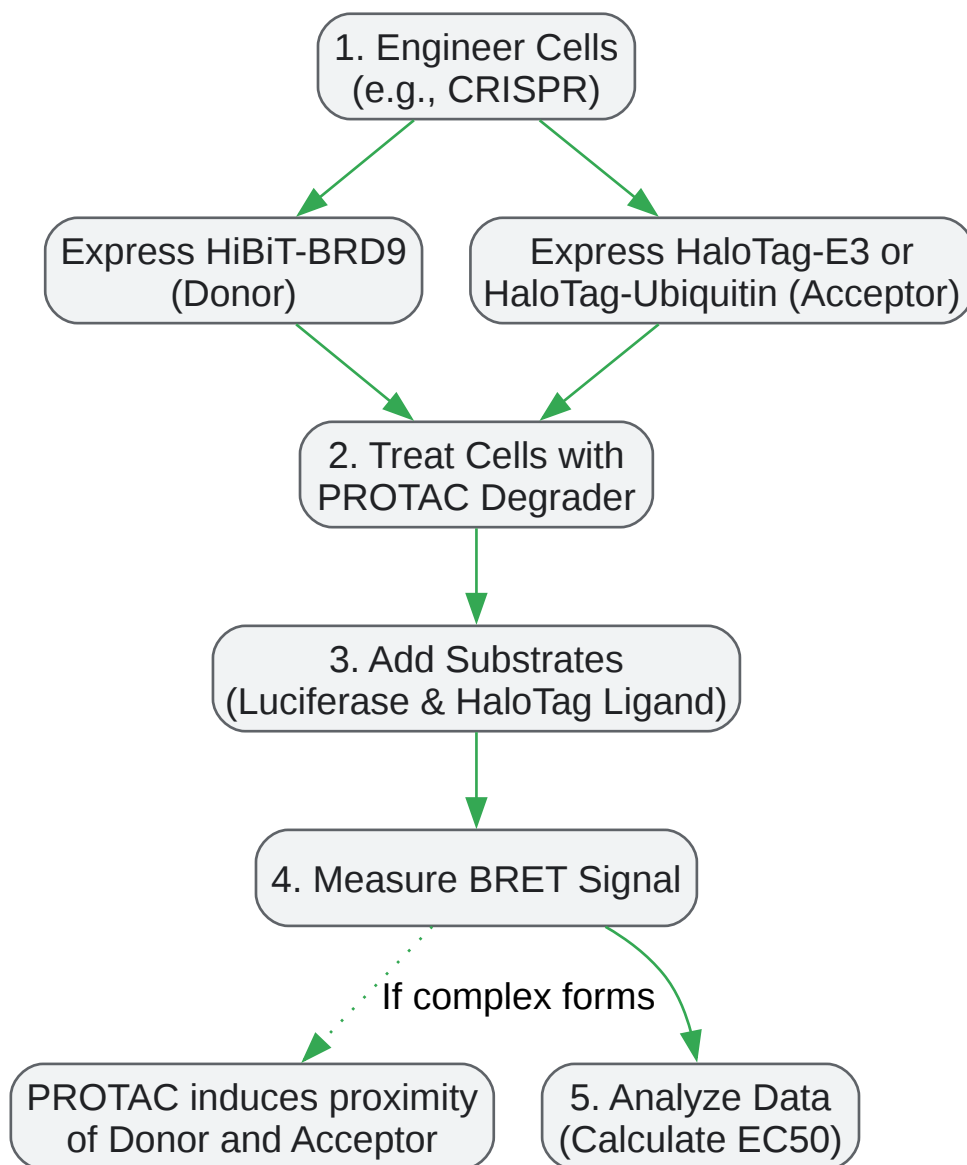 1. Engineer Cells
(e.g., CRISPR)
Express HiBiT-BRD9
(Donor)
Express HaloTag-E3 or
HaloTag-Ubiquitin (Acceptor)
2. Treat Cells with
PROTAC Degrader
3. Add Substrates
(Luciferase & HaloTag Ligand)
4. Measure BRET Signal
If complex forms
PROTAC induces proximity
of Donor and Acceptor
5. Analyze Data
(Calculate EC50)